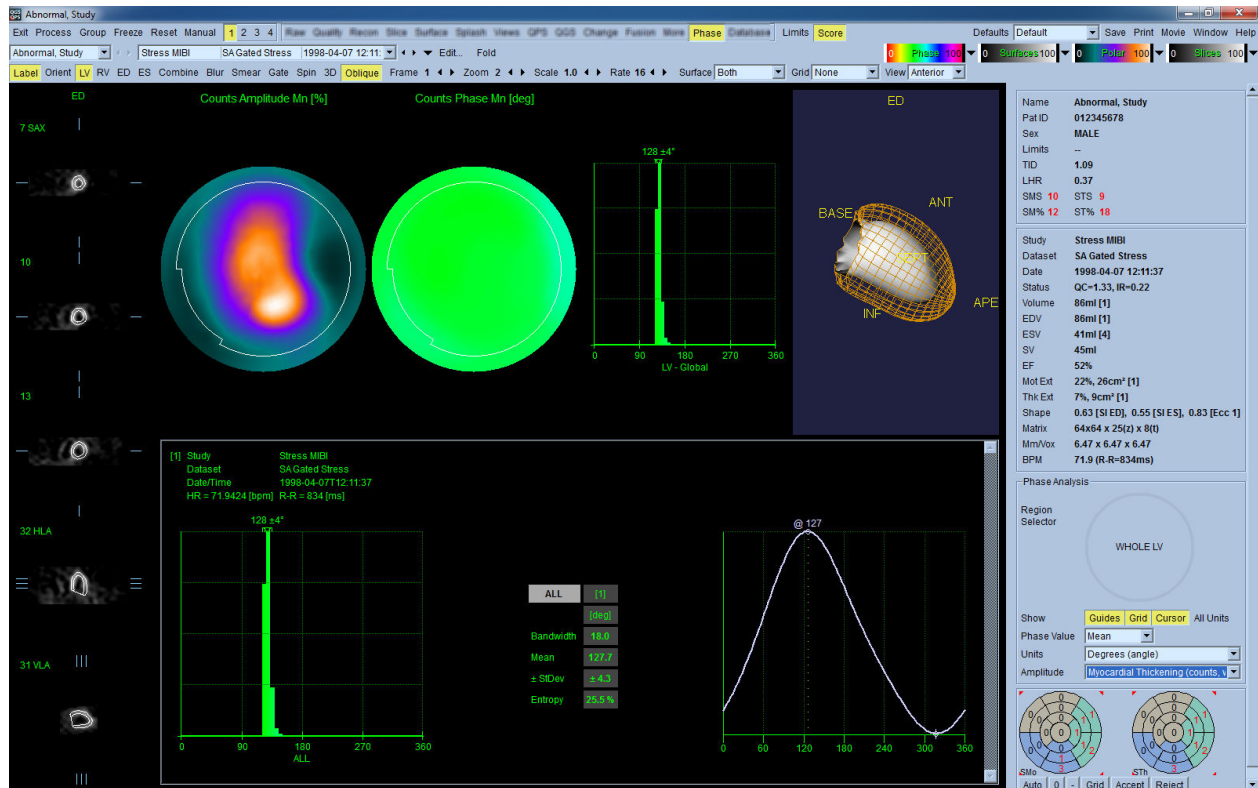 Abnormal, Study
Exit Process Group Freeze Reset Manual 1 2 3 4 Raw Quality Recon Slice Surface Splash Views QPS QGS Change Fusion More Phase Database Limits Score Defaults Default Save Print Movie Window Help
Abnormal, Study Stress MIBI SA Gated Stress 1998-04-07 12:11: Edit... Fold 0 Phase 100 0 Surfaces 100 0 Polar 100 0 Slices 100
Label Orient LV RV ED ES Combine Blur Smear Gate Spin 3D Oblique Frame 1 Zoom 2 Scale 1.0 Rate 16 Surface Both Grid None View Anterior
ED
7 SAX
10
13
32 HLA
31 VLA
Counts Amplitude Mn [%]
Counts Phase Mn [deg]
128 ±4°
0 90 180 270 360
LV - Global
ED
BASE
ANT
SEPT
INF
APE
[1] Study Stress MIBI
Dataset SA Gated Stress
Date/Time 1998-04-07T12:11:37
HR = 71.9424 [bpm] R-R = 834 [ms]
128 ±4°
0 90 180 270 360
ALL
ALL [1]
[deg]
Bandwidth 18.0
Mean 127.7
± StDev ± 4.3
Entropy 25.5 %
@ 127
0 60 120 180 240 300 360
Name Abnormal, Study
Pat ID 012345678
Sex MALE
Limits --
TID 1.09
LHR 0.37
SMS 10 STS 9
SM% 12 ST% 18
Study Stress MIBI
Dataset SA Gated Stress
Date 1998-04-07 12:11:37
Status QC=1.33, IR=0.22
Volume 86ml [1]
EDV 86ml [1]
ESV 41ml [4]
SV 45ml
EF 52%
Mot Ext 22%, 26cm² [1]
Thk Ext 7%, 9cm² [1]
Shape 0.63 [SI ED], 0.55 [SI ES], 0.83 [Ecc 1]
Matrix 64x64 x 25(z) x 8(t)
Mm/Vox 6.47 x 6.47 x 6.47
BPM 71.9 (R-R=834ms)
Phase Analysis
Region
Selector
WHOLE LV
Show Guides Grid Cursor All Units
Phase Value Mean
Units Degrees (angle)
Amplitude Myocardial Thickening (counts, v
SMo STh
Auto 0 - Grid Accept Reject